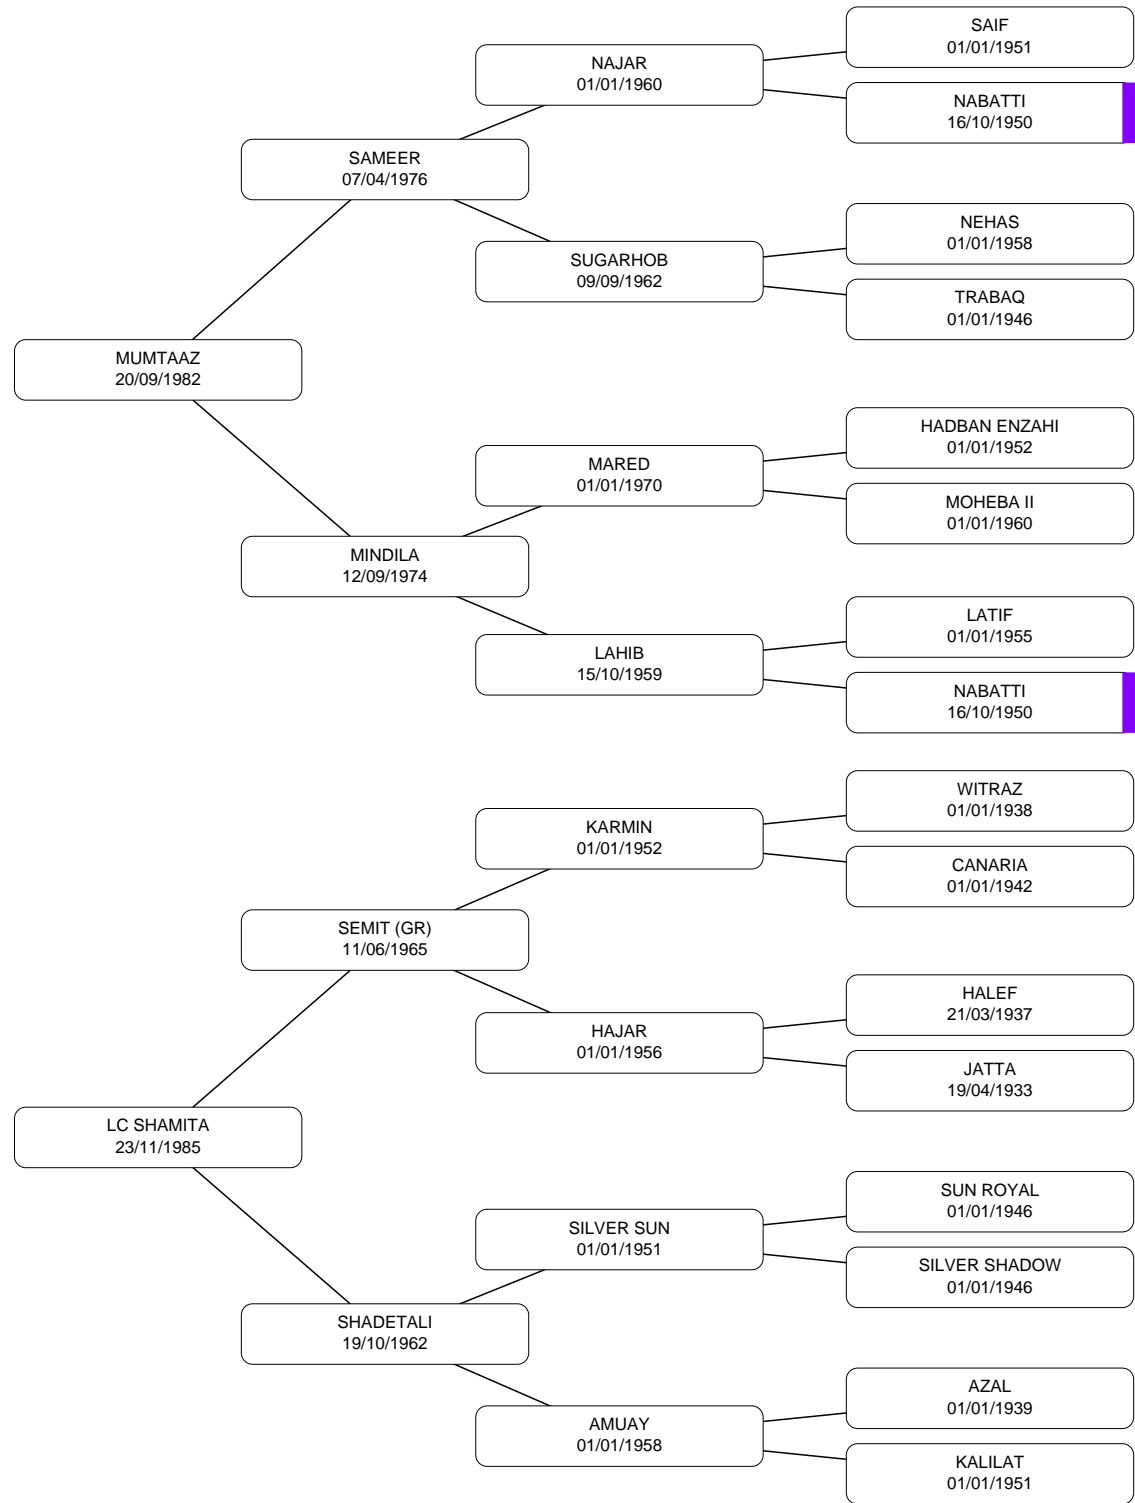 SAIF
01/01/1951
NAJAR
01/01/1960
NABATTI
16/10/1950
SAMEER
07/04/1976
NEHAS
01/01/1958
SUGARHOB
09/09/1962
TRABAQ
01/01/1946
MUMTAAZ
20/09/1982
HADBAN ENZAHI
01/01/1952
MARED
01/01/1970
MOHEBA II
01/01/1960
MINDILA
12/09/1974
LATIF
01/01/1955
LAHIB
15/10/1959
NABATTI
16/10/1950
WITRAZ
01/01/1938
KARMIN
01/01/1952
CANARIA
01/01/1942
SEMIT (GR)
11/06/1965
HALEF
21/03/1937
HAJAR
01/01/1956
JATTA
19/04/1933
LC SHAMITA
23/11/1985
SUN ROYAL
01/01/1946
SILVER SUN
01/01/1951
SILVER SHADOW
01/01/1946
SHADETALI
19/10/1962
AZAL
01/01/1939
AMUAY
01/01/1958
KALILAT
01/01/1951